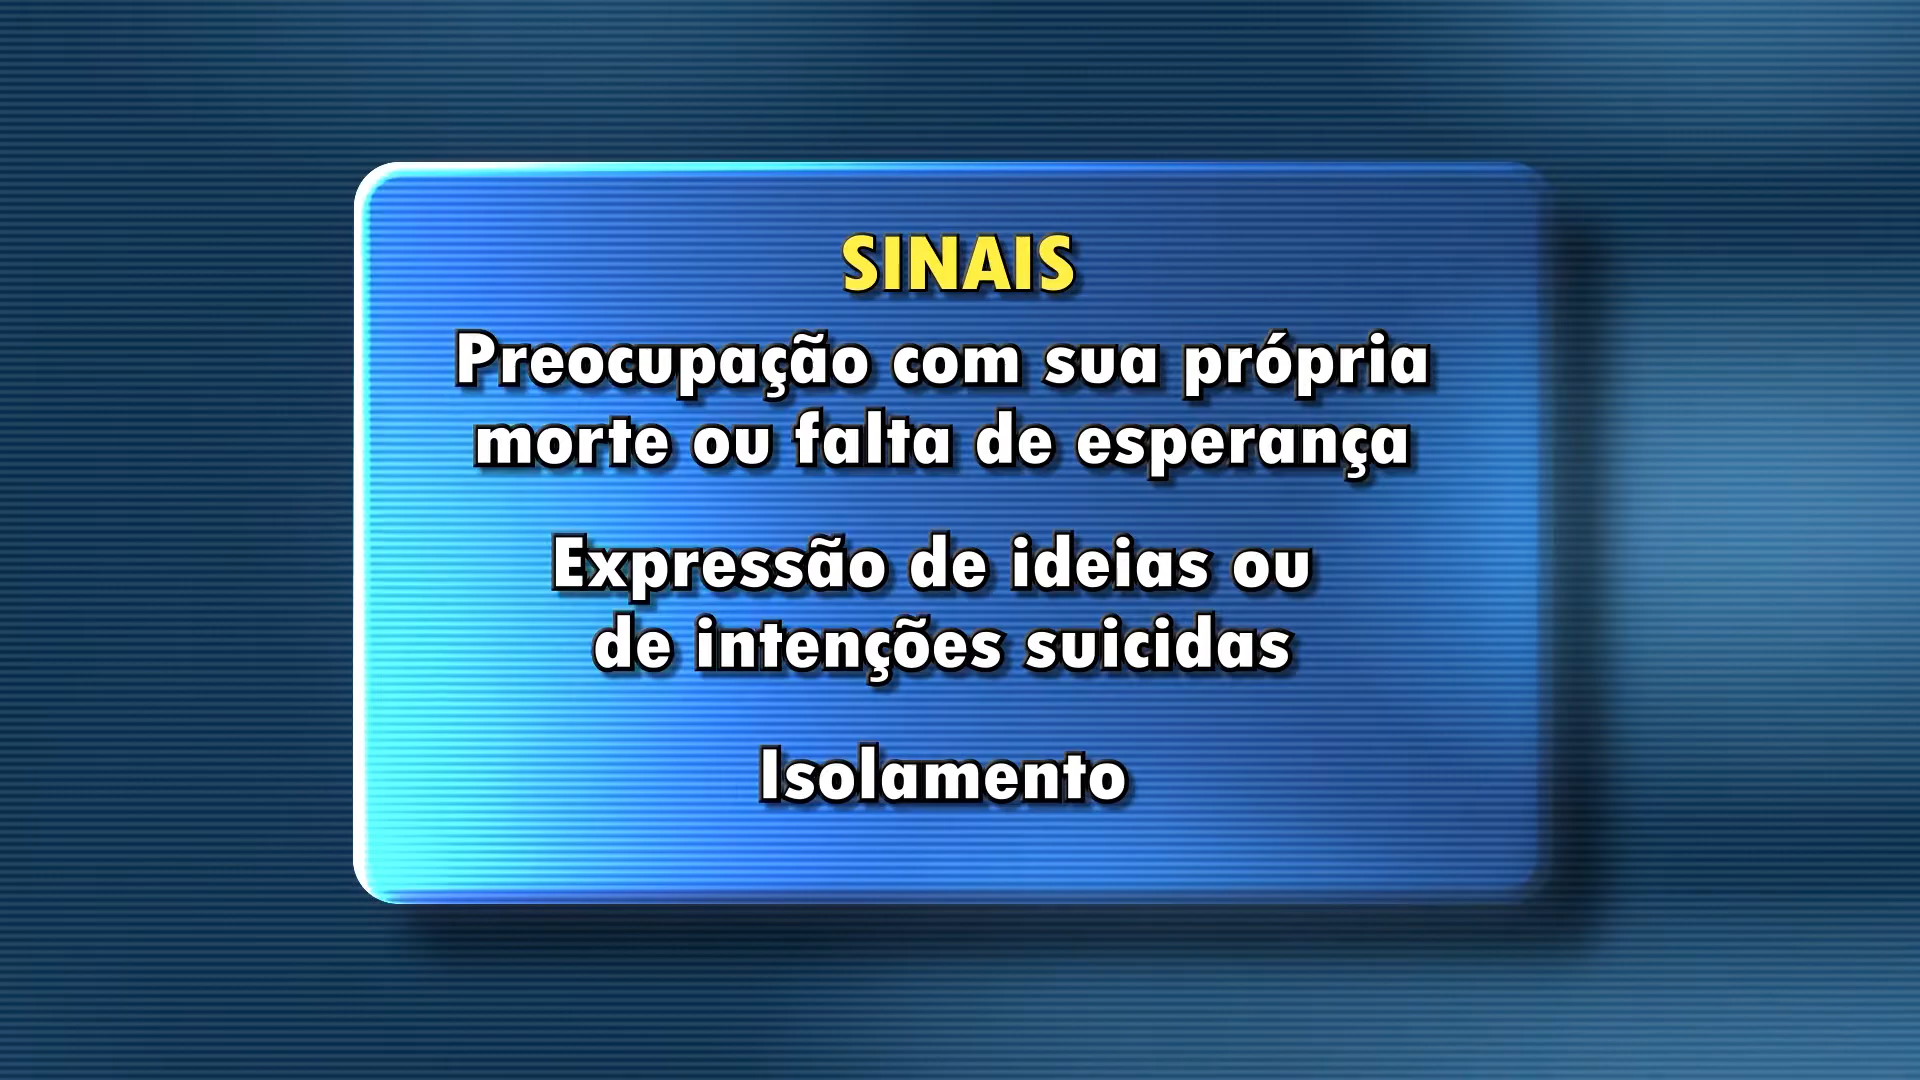 SINAIS
Preocupação com sua própria
morte ou falta de esperança
Expressão de ideias ou
de intenções suicidas
Isolamento